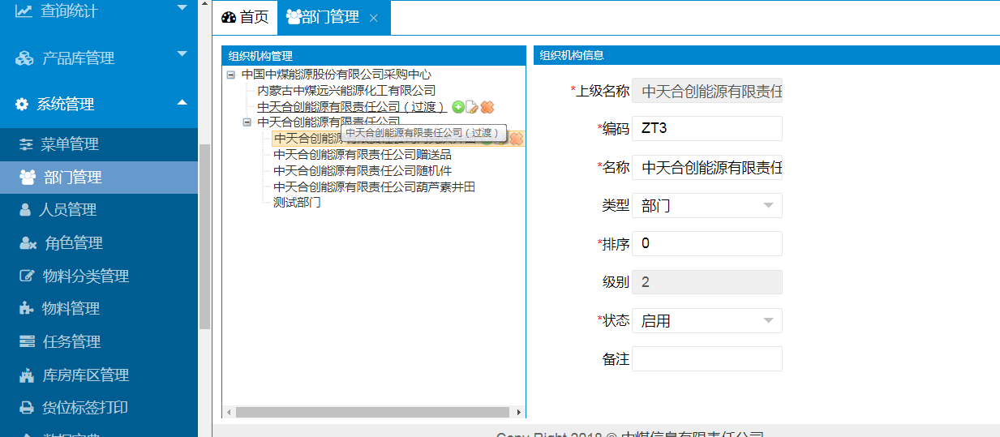 查询统计
产品库管理
系统管理
菜单管理
部门管理
人员管理
角色管理
物料分类管理
物料管理
任务管理
库房库区管理
货位标签打印
数据字典
首页
部门管理
组织机构管理
中国中煤能源股份有限公司采购中心
内蒙古中煤远兴能源化工有限公司
中天合创能源有限责任公司（过渡）
中天合创能源有限责任公司
中天合创能源有限责任公司（过渡）
中天合创能源
中天合创能源有限责任公司赠送品
中天合创能源有限责任公司随机件
中天合创能源有限责任公司葫芦素井田
测试部门
组织机构信息
*上级名称 中天合创能源有限责任
*编码 ZT3
*名称 中天合创能源有限责任
类型 部门
*排序 0
级别 2
*状态 启用
备注
Copy Right 2018 © 中煤信息有限责任公司